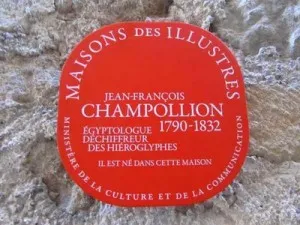 MAISONS DES ILLUSTRES
JEAN-FRANÇOIS
CHAMPOLLION
1790-1832
ÉGYPTOLOGUE
DÉCHIFFREUR
DES HIÉROGLYPHES
IL EST NÉ DANS CETTE MAISON
MINISTÈRE DE LA CULTURE ET DE LA COMMUNICATION